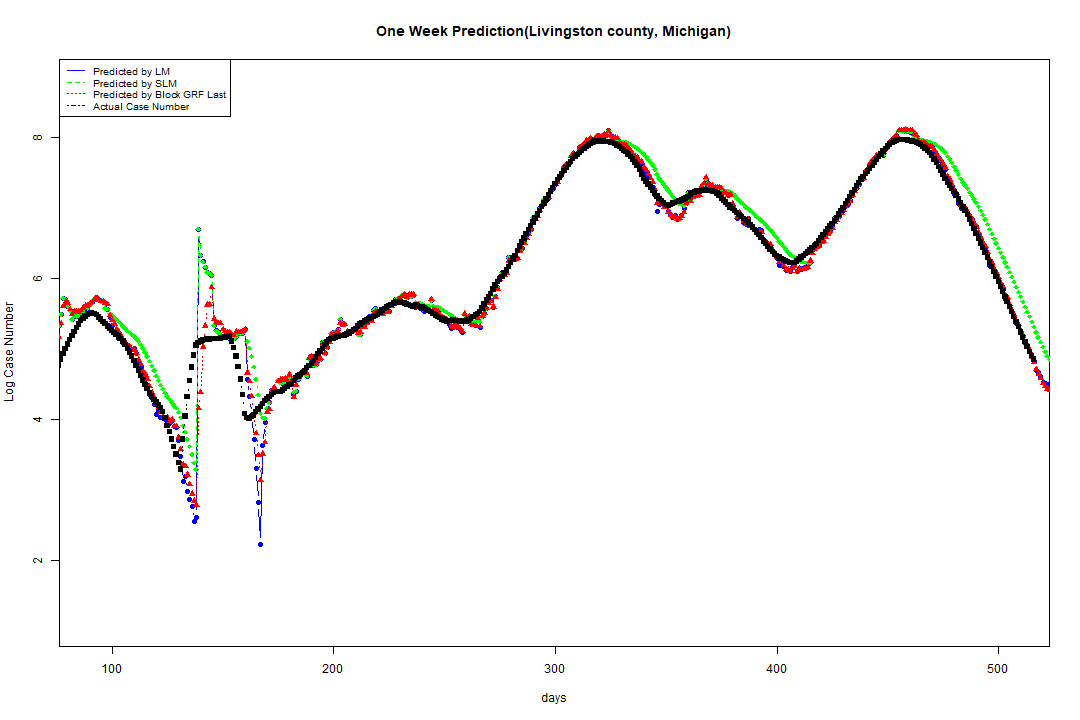 One Week Prediction(Livingston county, Michigan)
Predicted by LM
Predicted by SLM
Predicted by Block GRF Last
Actual Case Number
8
6
4
2
Log Case Number
100
200
300
400
500
days